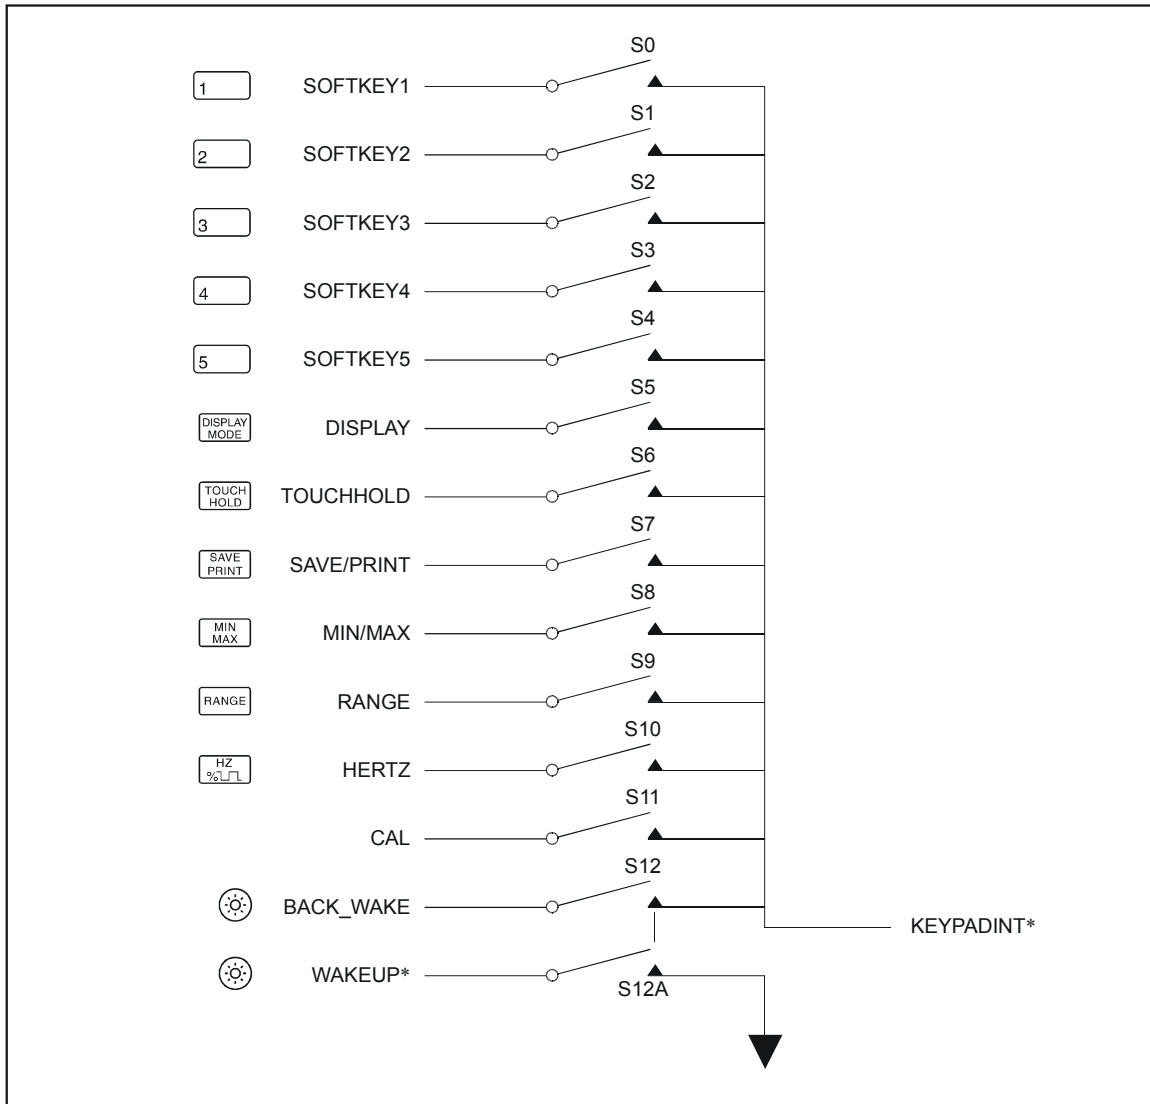 S0
1 SOFTKEY1
S1
2 SOFTKEY2
S2
3 SOFTKEY3
S3
4 SOFTKEY4
S4
5 SOFTKEY5
S5
DISPLAY
MODE
DISPLAY
S6
TOUCH
HOLD
TOUCHHOLD
S7
SAVE
PRINT
SAVE/PRINT
S8
MIN
MAX
MIN/MAX
S9
RANGE RANGE
S10
HZ
%
HERTZ
S11
CAL
S12
BACK_WAKE
KEYPADINT*
WAKEUP*
S12A